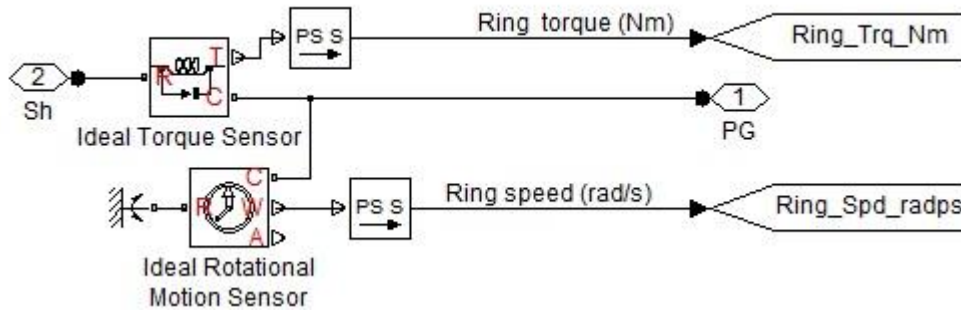 Ring torque (Nm)
PS S
Ring_Trq_Nm
T
2
R
C
1
Sh
PG
Ideal Torque Sensor
C
Ring speed (rad/s)
R
W
PS S
Ring_Spd_radps
A
Ideal Rotational
Motion Sensor